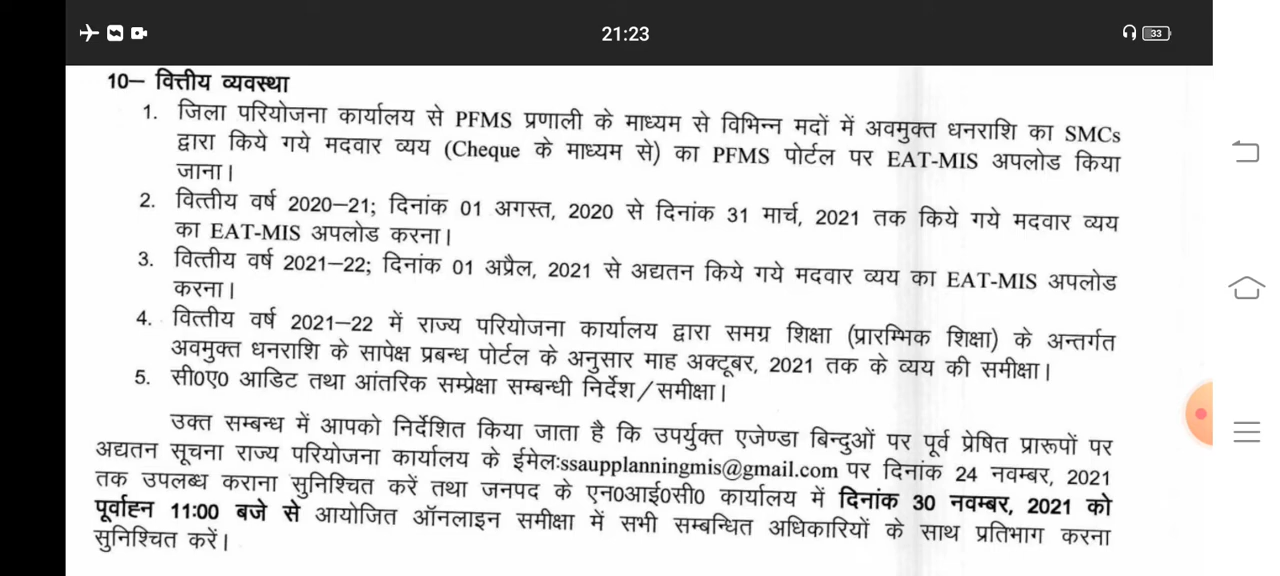 21:23
33
10— वित्तीय व्यवस्था
1. जिला परियोजना कार्यालय से PFMS प्रणाली के माध्यम से विभिन्न मदों में अवमुक्त धनराशि का SMCs
द्वारा किये गये मदवार व्यय (Cheque के माध्यम से) का PFMS पोर्टल पर EAT-MIS अपलोड किया
जाना।
2. वित्तीय वर्ष 2020—21; दिनांक 01 अगस्त, 2020 से दिनांक 31 मार्च, 2021 तक किये गये मदवार व्यय
का EAT-MIS अपलोड करना।
3. वित्तीय वर्ष 2021—22; दिनांक 01 अप्रैल, 2021 से अद्यतन किये गये मदवार व्यय का EAT-MIS अपलोड
करना।
4. वित्तीय वर्ष 2021—22 में राज्य परियोजना कार्यालय द्वारा समग्र शिक्षा (प्रारम्भिक शिक्षा) के अन्तर्गत
अवमुक्त धनराशि के सापेक्ष प्रबन्ध पोर्टल के अनुसार माह अक्टूबर, 2021 तक के व्यय की समीक्षा।
5. सी0ए0 आडिट तथा आंतरिक सम्प्रेक्षा सम्बन्धी निर्देश/समीक्षा।
उक्त सम्बन्ध में आपको निर्देशित किया जाता है कि उपर्युक्त एजेण्डा बिन्दुओं पर पूर्व प्रेषित प्रारूपों पर
अद्यतन सूचना राज्य परियोजना कार्यालय के ईमेलःssaupplanningmis@gmail.com पर दिनांक 24 नवम्बर, 2021
तक उपलब्ध कराना सुनिश्चित करें तथा जनपद के एन0आई0सी0 कार्यालय में दिनांक 30 नवम्बर, 2021 को
पूर्वाह्न 11:00 बजे से आयोजित ऑनलाइन समीक्षा में सभी सम्बन्धित अधिकारियों के साथ प्रतिभाग करना
सुनिश्चित करें।